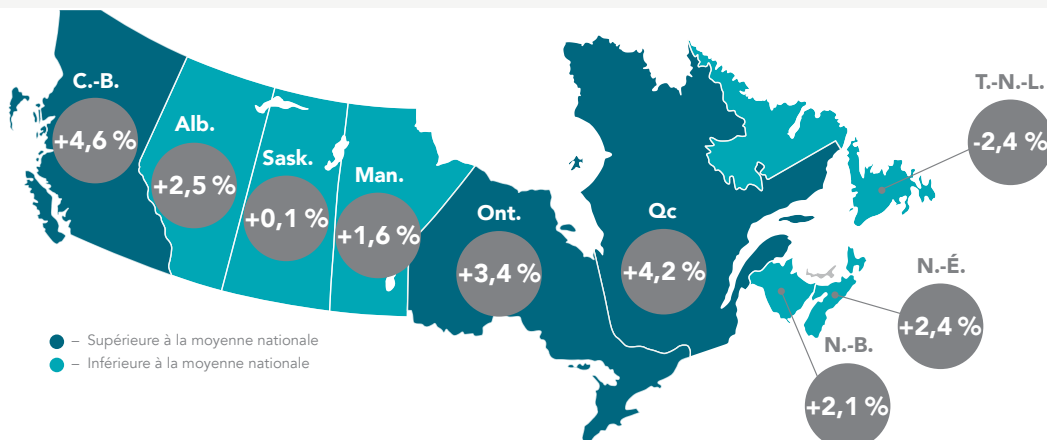 C.-B.
+4,6 %
Alb.
+2,5 %
Sask.
+0,1 %
Man.
+1,6 %
Ont.
+3,4 %
Qc
+4,2 %
T.-N.-L.
-2,4 %
N.-É.
+2,4 %
N.-B.
+2,1 %
– Supérieure à la moyenne nationale
– Inférieure à la moyenne nationale